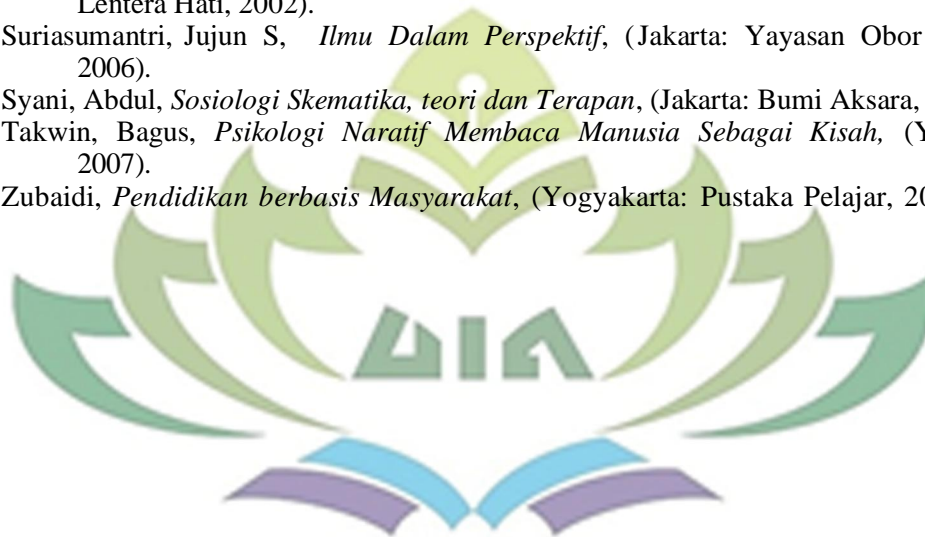 Lentera Hati, 2002).
Suriasumantri, Jujun S, Ilmu Dalam Perspektif, (Jakarta: Yayasan Obor
2006).
Syani, Abdul, Sosiologi Skematika, teori dan Terapan, (Jakarta: Bumi Aksara,
Takwin, Bagus, Psikologi Naratif Membaca Manusia Sebagai Kisah, (Y
2007).
Zubaidi, Pendidikan berbasis Masyarakat, (Yogyakarta: Pustaka Pelajar, 20
UIN